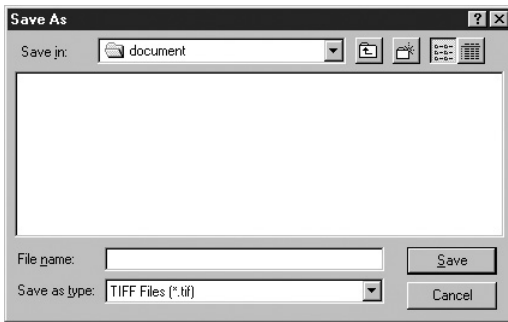 Save As
Save in: document
File name:
Save
Save as type: TIFF Files (*.tif)
Cancel